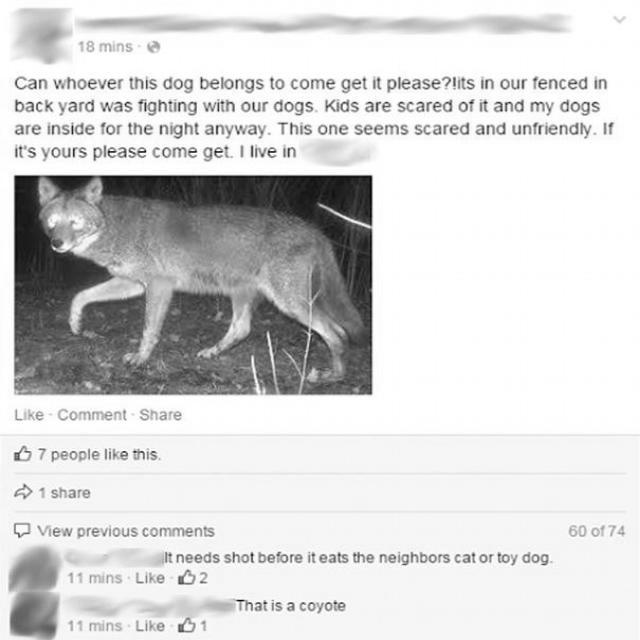 18 mins ·
Can whoever this dog belongs to come get it please?!its in our fenced in
back yard was fighting with our dogs. Kids are scared of it and my dogs
are inside for the night anyway. This one seems scared and unfriendly. If
it's yours please come get. I live in
Like · Comment · Share
7 people like this.
1 share
View previous comments 60 of 74
It needs shot before it eats the neighbors cat or toy dog.
11 mins · Like · 2
That is a coyote
11 mins · Like · 1